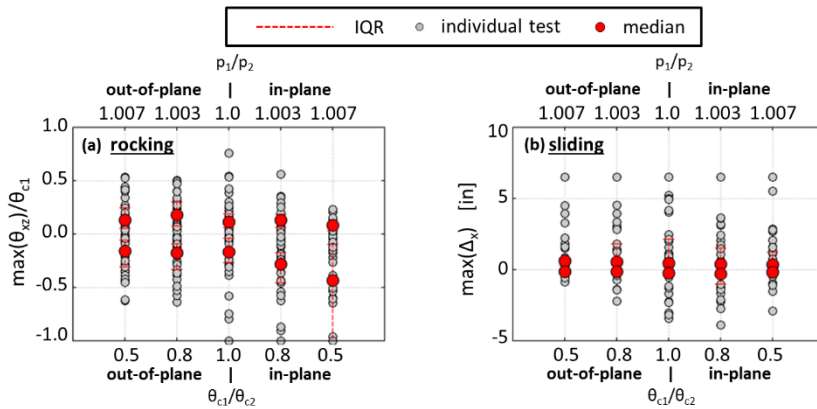 IQR individual test median
p₁/p₂ p₁/p₂
out-of-plane | in-plane out-of-plane | in-plane
1.007 1.003 1.0 1.003 1.007 1.007 1.003 1.0 1.003 1.007
1.0 10
(a) rocking (b) sliding
0.5 5
max(θxz)/θc1 0.0 max(Δx) [in] 0
-0.5
-1.0 -5
0.5 0.8 1.0 0.8 0.5 0.5 0.8 1.0 0.8 0.5
out-of-plane | in-plane out-of-plane | in-plane
θc1/θc2 θc1/θc2